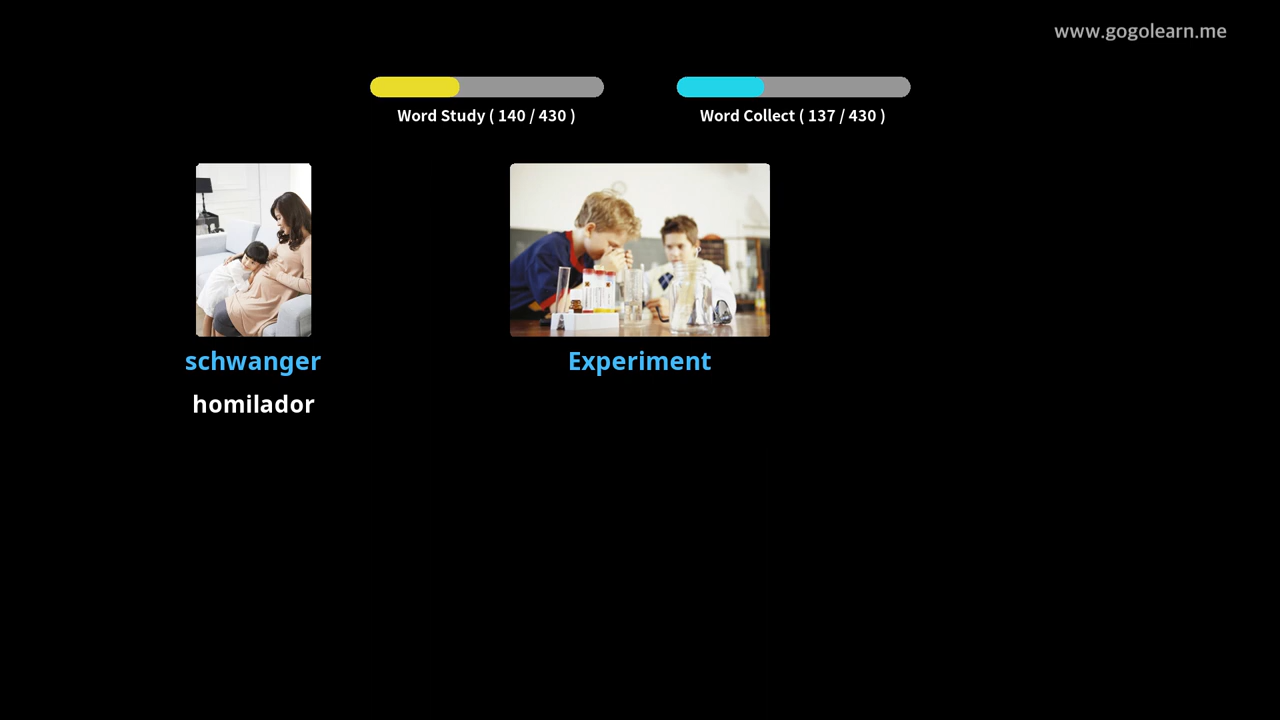 www.gogolearn.me
Word Study ( 140 / 430 )
Word Collect ( 137 / 430 )
schwanger
homilador
Experiment